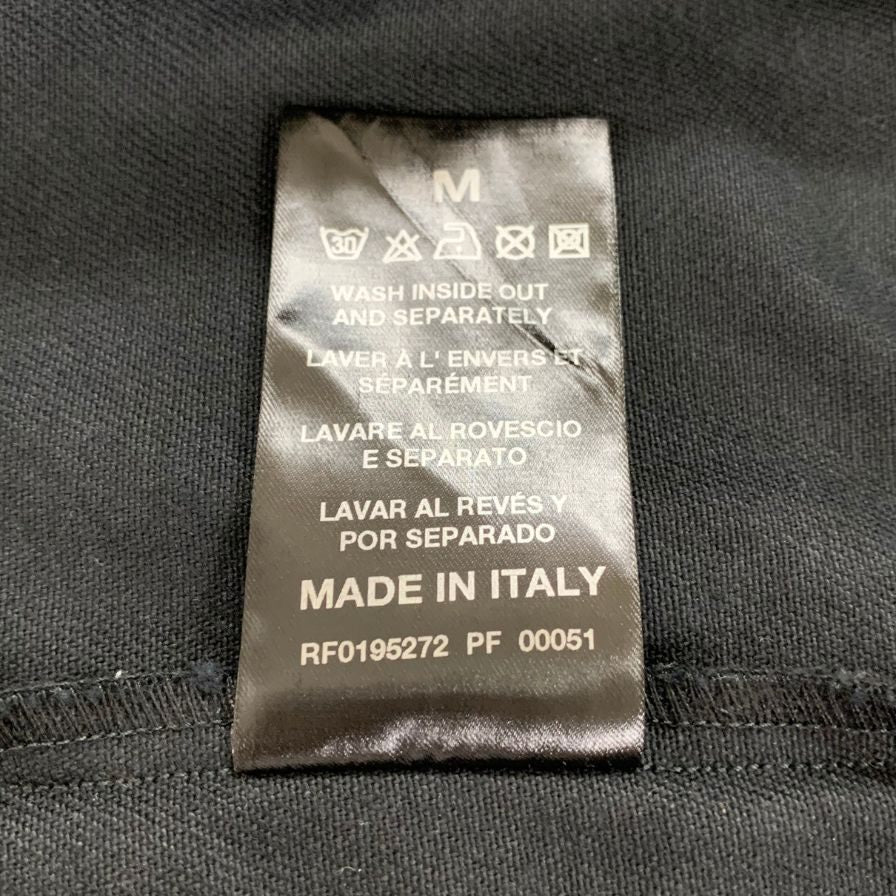 M
30
WASH INSIDE OUT
AND SEPARATELY
LAVER À L' ENVERS ET
SÉPARÉMENT
LAVARE AL ROVESCIO
E SEPARATO
LAVAR AL REVÉS Y
POR SEPARADO
MADE IN ITALY
RF0195272 PF 00051